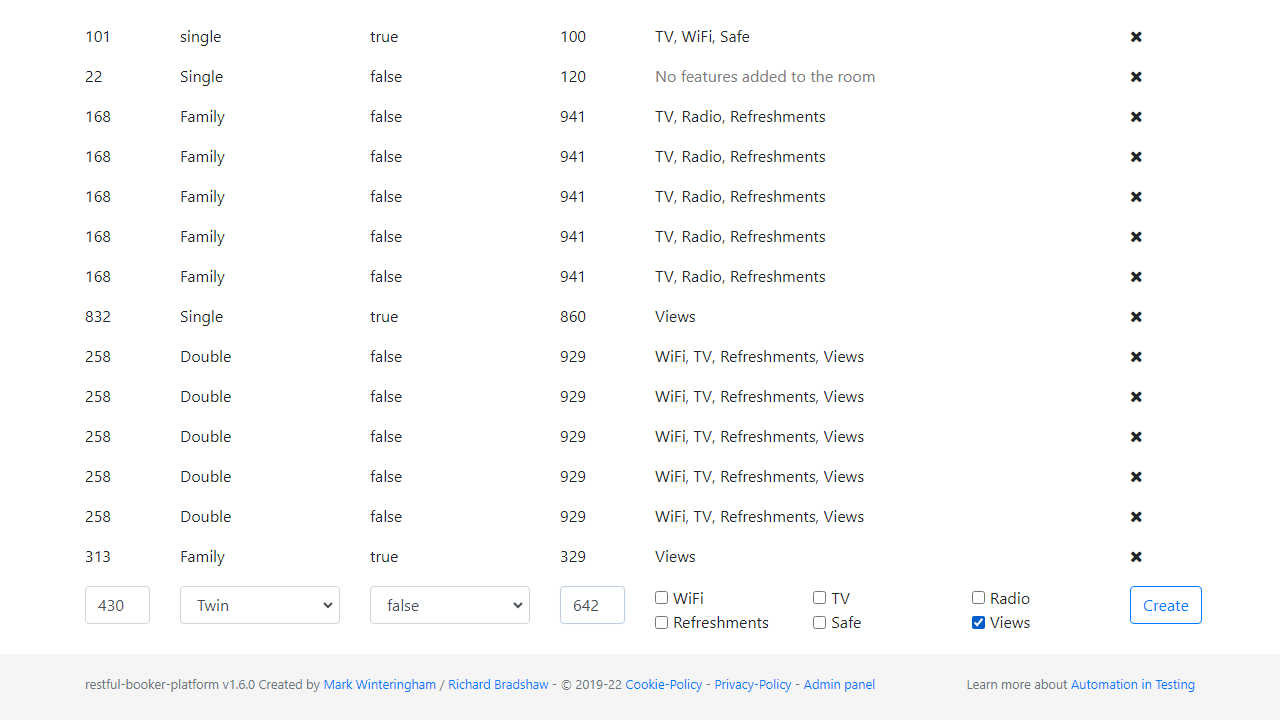 101 single true 100 TV, WiFi, Safe
22 Single false 120 No features added to the room
168 Family false 941 TV, Radio, Refreshments
168 Family false 941 TV, Radio, Refreshments
168 Family false 941 TV, Radio, Refreshments
168 Family false 941 TV, Radio, Refreshments
168 Family false 941 TV, Radio, Refreshments
832 Single true 860 Views
258 Double false 929 WiFi, TV, Refreshments, Views
258 Double false 929 WiFi, TV, Refreshments, Views
258 Double false 929 WiFi, TV, Refreshments, Views
258 Double false 929 WiFi, TV, Refreshments, Views
258 Double false 929 WiFi, TV, Refreshments, Views
313 Family true 329 Views
430 Twin false 642 WiFi TV Radio Create
Refreshments Safe Views
restful-booker-platform v1.6.0 Created by Mark Winteringham / Richard Bradshaw - © 2019-22 Cookie-Policy - Privacy-Policy - Admin panel Learn more about Automation in Testing